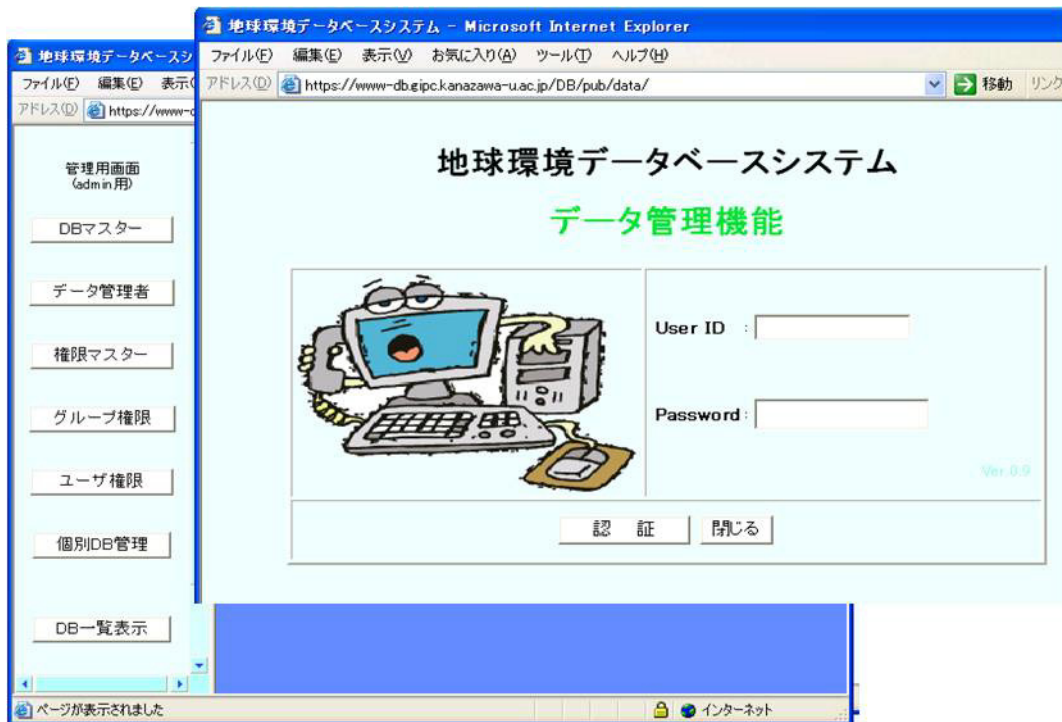 地球環境データベースシステム - Microsoft Internet Explorer
ファイル(F) 編集(E) 表示(V) お気に入り(A) ツール(T) ヘルプ(H)
アドレス(D) https://www-db.gipc.kanazawa-u.ac.jp/DB/pub/data/ 移動 リンク
地球環境データベースシステム
データ管理機能
User ID :
Password :
Ver 0.9
認 証 閉じる
地球環境データベースシ
ファイル(F) 編集(E) 表示(
アドレス(D) https://www-
管理用画面
(admin用)
DBマスター
データ管理者
権限マスター
グループ権限
ユーザ権限
個別DB管理
DB一覧表示
ページが表示されました インターネット